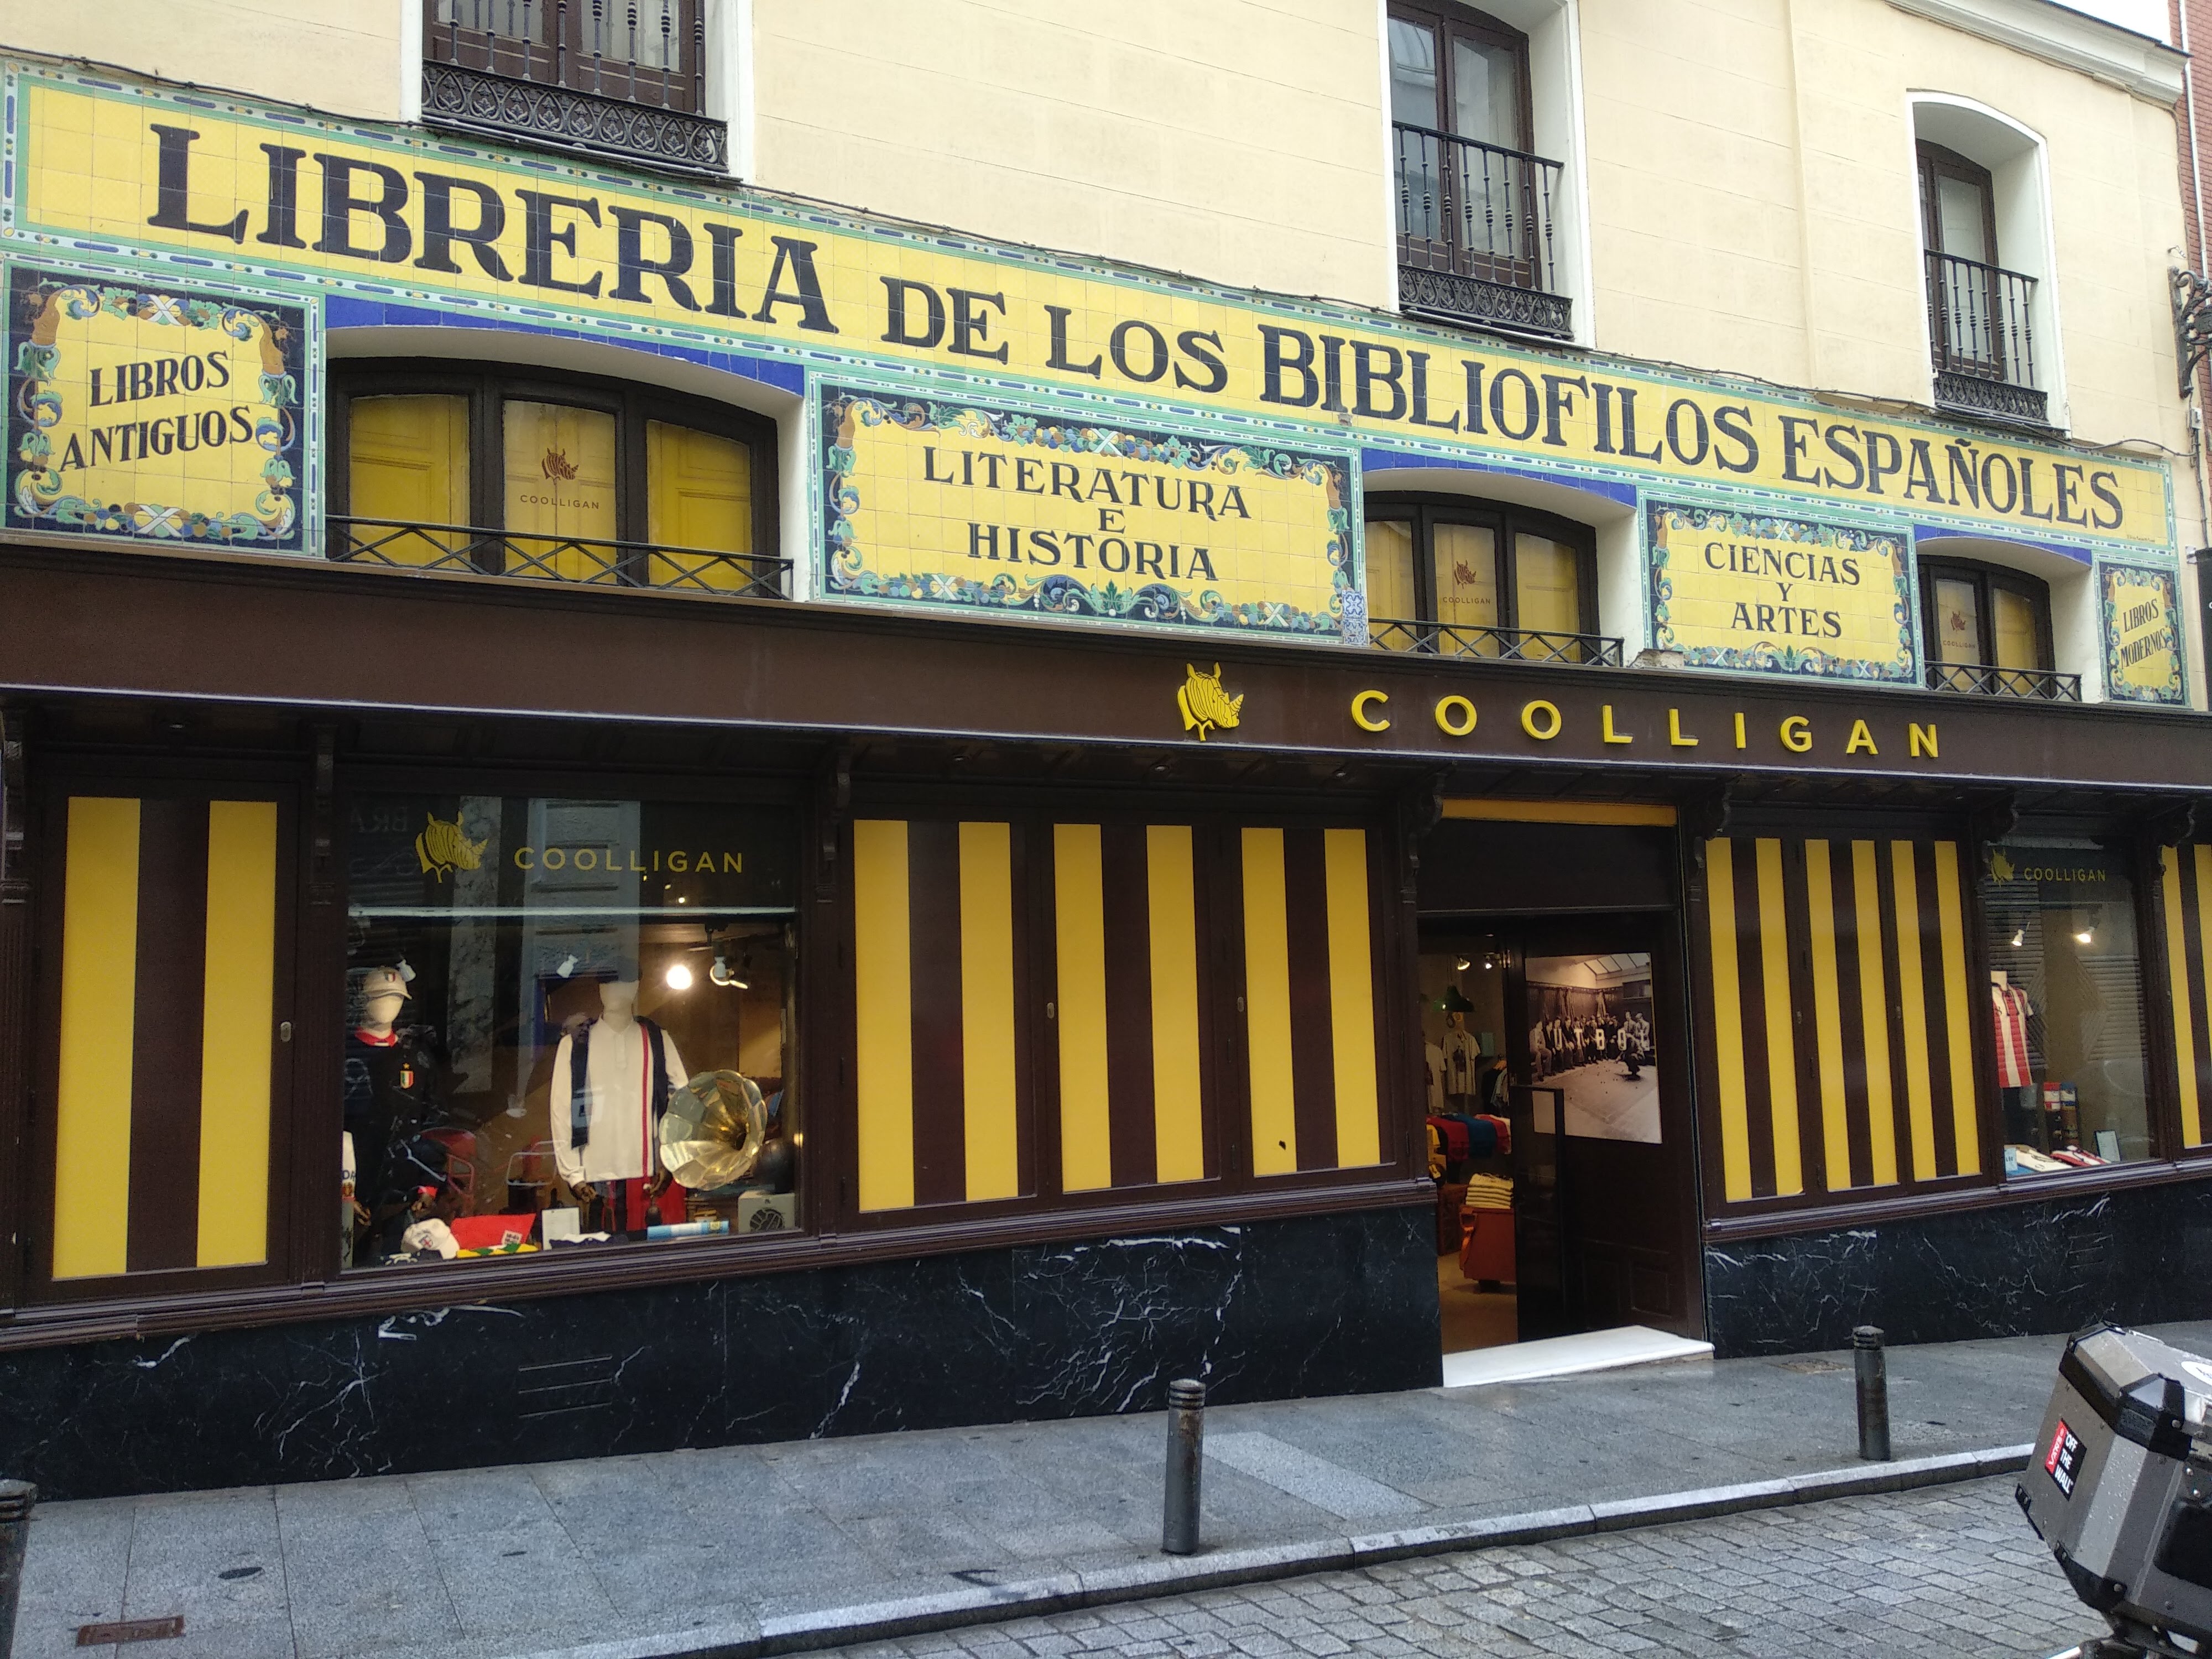 LIBRERIA DE LOS BIBLIOFILOS ESPAÑOLES
LIBROS
ANTIGUOS
COOLLIGAN
LITERATURA
E
HISTORIA
COOLLIGAN
CIENCIAS
Y
ARTES
COOLLIGAN
LIBROS
MODERNOS
COOLLIGAN
COOLLIGAN
COOLLIGAN
VANS
OFF
THE
WALL